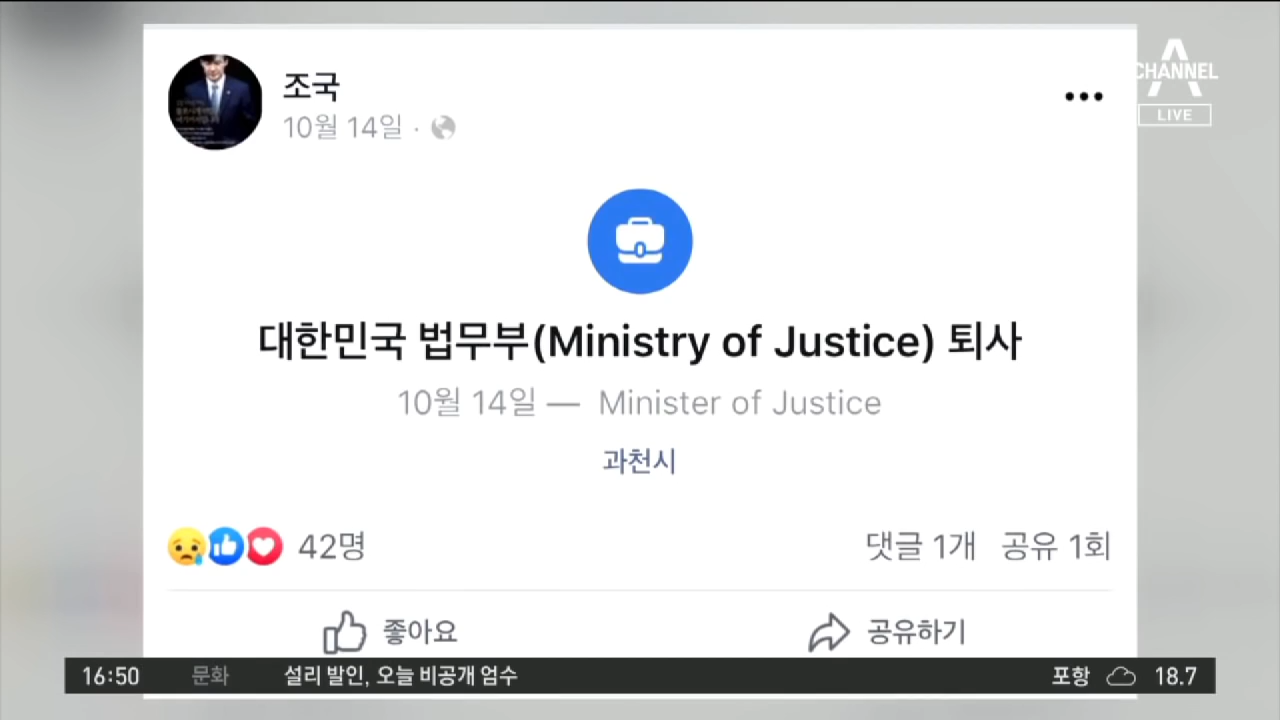 조국
10월 14일 ·
CHANNEL A
LIVE
대한민국 법무부(Ministry of Justice) 퇴사
10월 14일 — Minister of Justice
과천시
42명
댓글 1개 공유 1회
좋아요
공유하기
16:50 문화 설리 발인, 오늘 비공개 엄수 포항 18.7